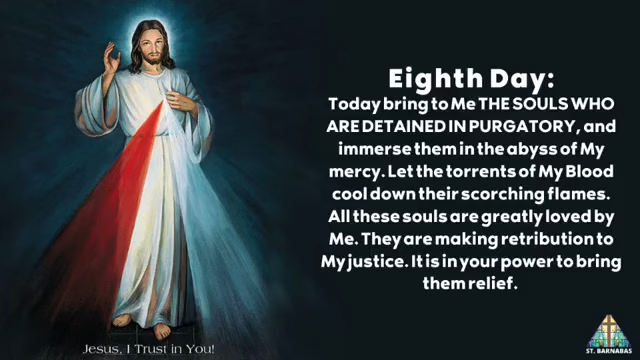 Eighth Day:
Today bring to Me THE SOULS WHO
ARE DETAINED IN PURGATORY, and
immerse them in the abyss of My
mercy. Let the torrents of My Blood
cool down their scorching flames.
All these souls are greatly loved by
Me. They are making retribution to
My justice. It is in your power to bring
them relief.
Jesus, I Trust in You!
ST. BARNABAS